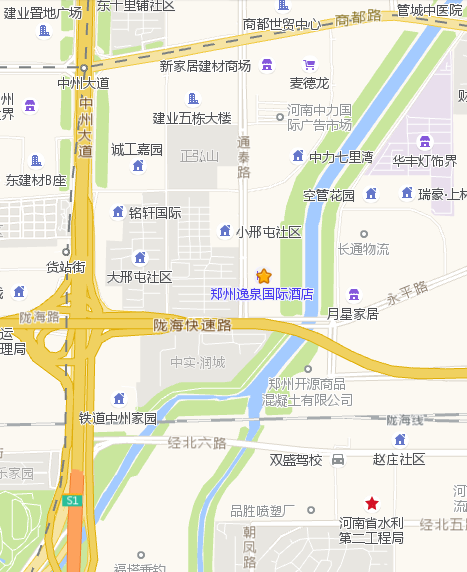 建业置地广场
东十里铺社区
管城中医院
商都世贸中心
商都路
新家居建材商场
麦德龙
中州大道
中州大道
建业五栋大楼
河南中力国
际广告市场
通泰路
诚工嘉园
正弘山
中力七里湾
华丰灯饰界
东建材B座
空管花园
瑞豪·上林
铭轩国际
小邢屯社区
长通物流
货站街
大邢屯社区
郑州逸泉国际酒店
永平路
月星家居
陇海路
陇海快速路
中实·润城
郑州开源商品
混凝土有限公司
铁道中州家园
陇海线
经北六路
双盛驾校
赵庄社区
乐家园
S1
品胜喷塑厂
河南省水利
第二工程局
经北五路
朝凤路
福塔垂钓